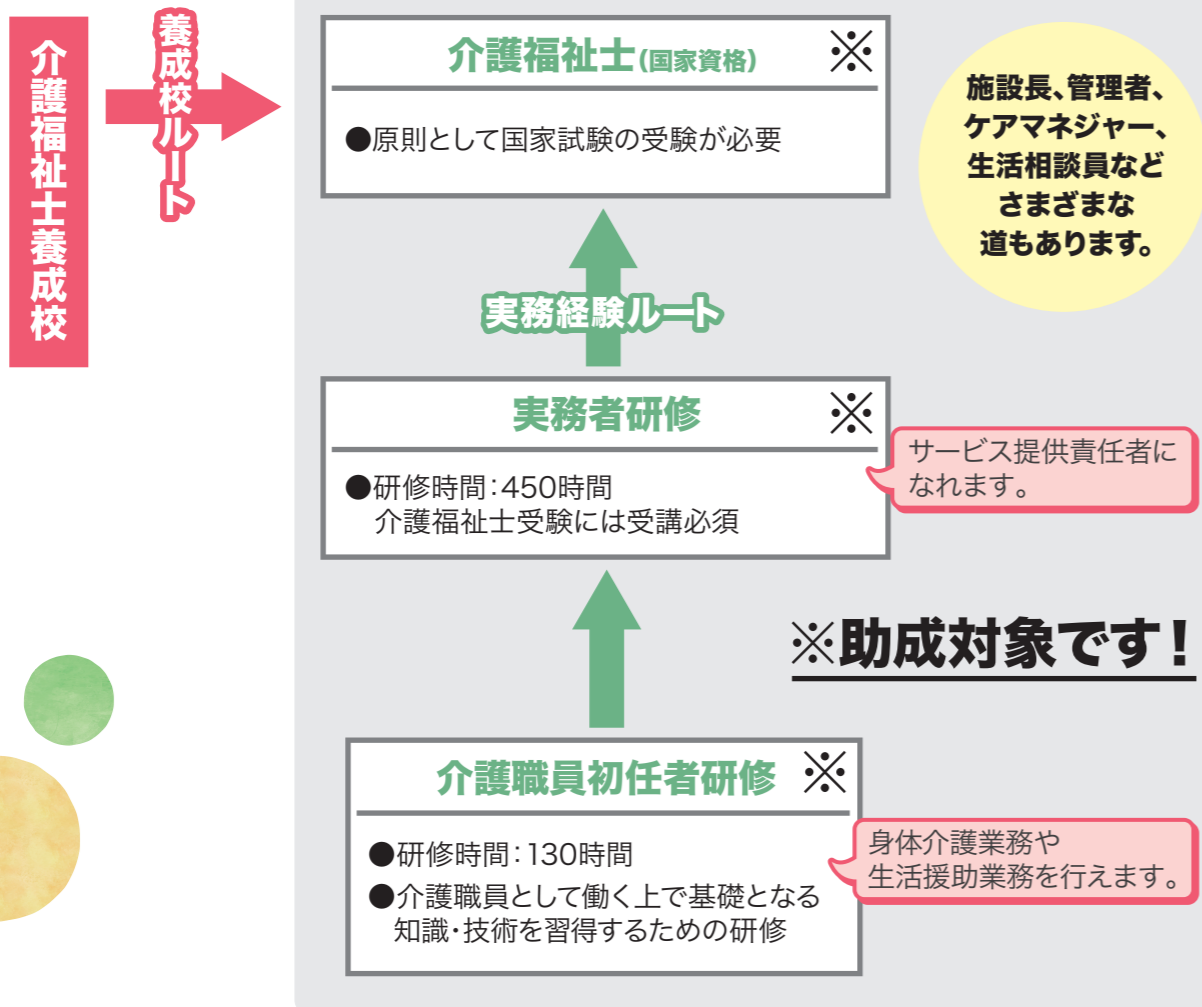 介護福祉士養成校
養成校ルート
介護福祉士(国家資格) ※
●原則として国家試験の受験が必要
施設長、管理者、
ケアマネジャー、
生活相談員など
さまざまな
道もあります。
実務経験ルート
実務者研修 ※
●研修時間：450時間
介護福祉士受験には受講必須
サービス提供責任者に
なれます。
※助成対象です！
介護職員初任者研修 ※
●研修時間：130時間
●介護職員として働く上で基礎となる
知識・技術を習得するための研修
身体介護業務や
生活援助業務を行えます。